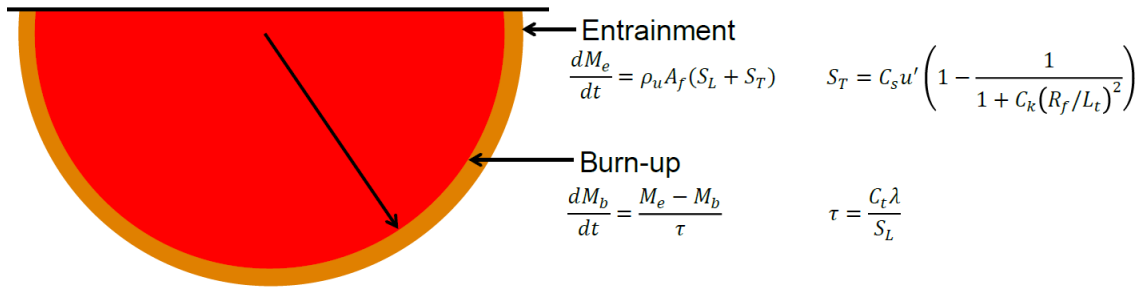 Entrainment
dM_e/dt = ρ_u A_f (S_L + S_T)
S_T = C_s u′ (1 − 1/(1 + C_k (R_f/L_t)^2))
Burn-up
dM_b/dt = (M_e − M_b)/τ
τ = C_t λ/S_L